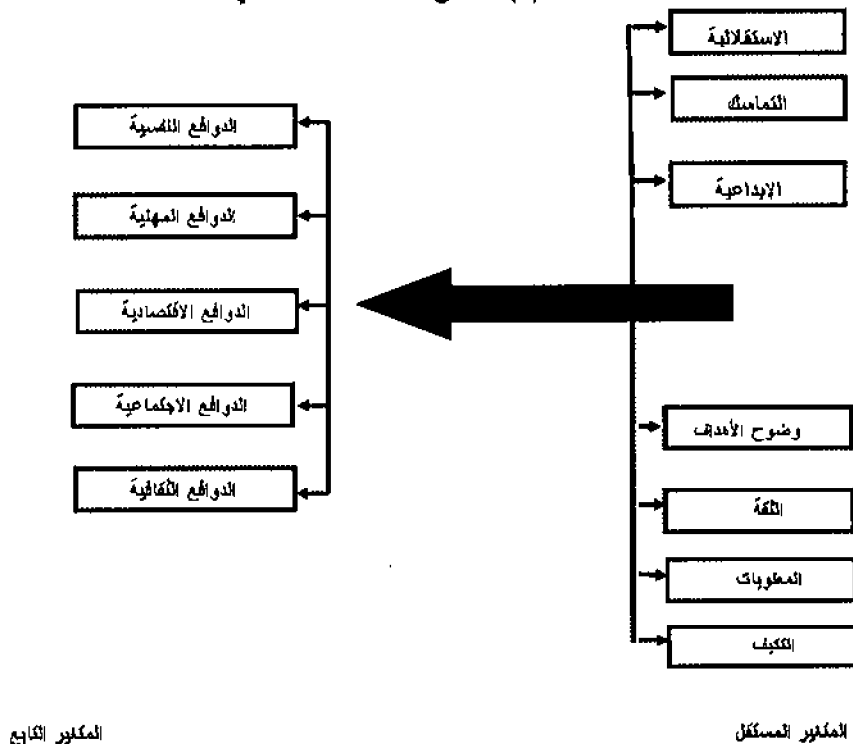 الاستقلالية
التماسك
الإبداعية
وضوح الأهداف
الثقة
المعلومات
التكيف
المتغير المستقل
الدوافع النفسية
الدوافع المهنية
الدوافع الاقتصادية
الدوافع الاجتماعية
الدوافع الثقافية
المتغير التابع